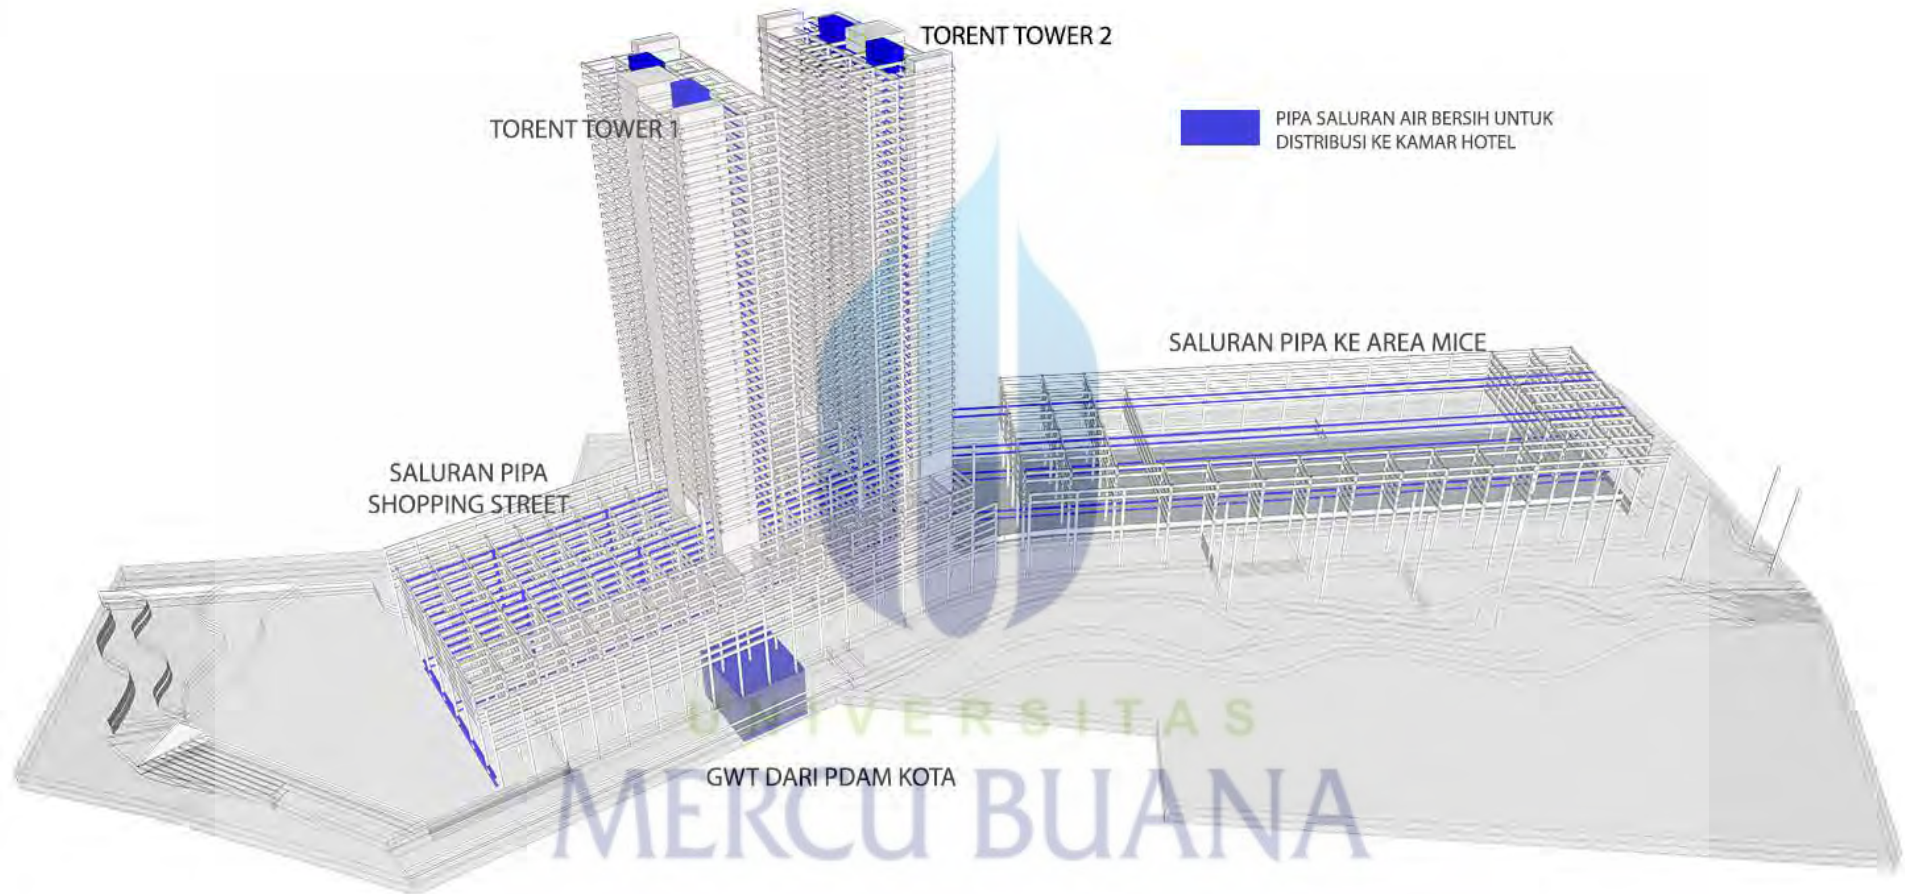 TORENT TOWER 2
TORENT TOWER 1
PIPA SALURAN AIR BERSIH UNTUK
DISTRIBUSI KE KAMAR HOTEL
SALURAN PIPA KE AREA MICE
SALURAN PIPA
SHOPPING STREET
UNIVERSITAS
GWT DARI PDAM KOTA
MERCU BUANA